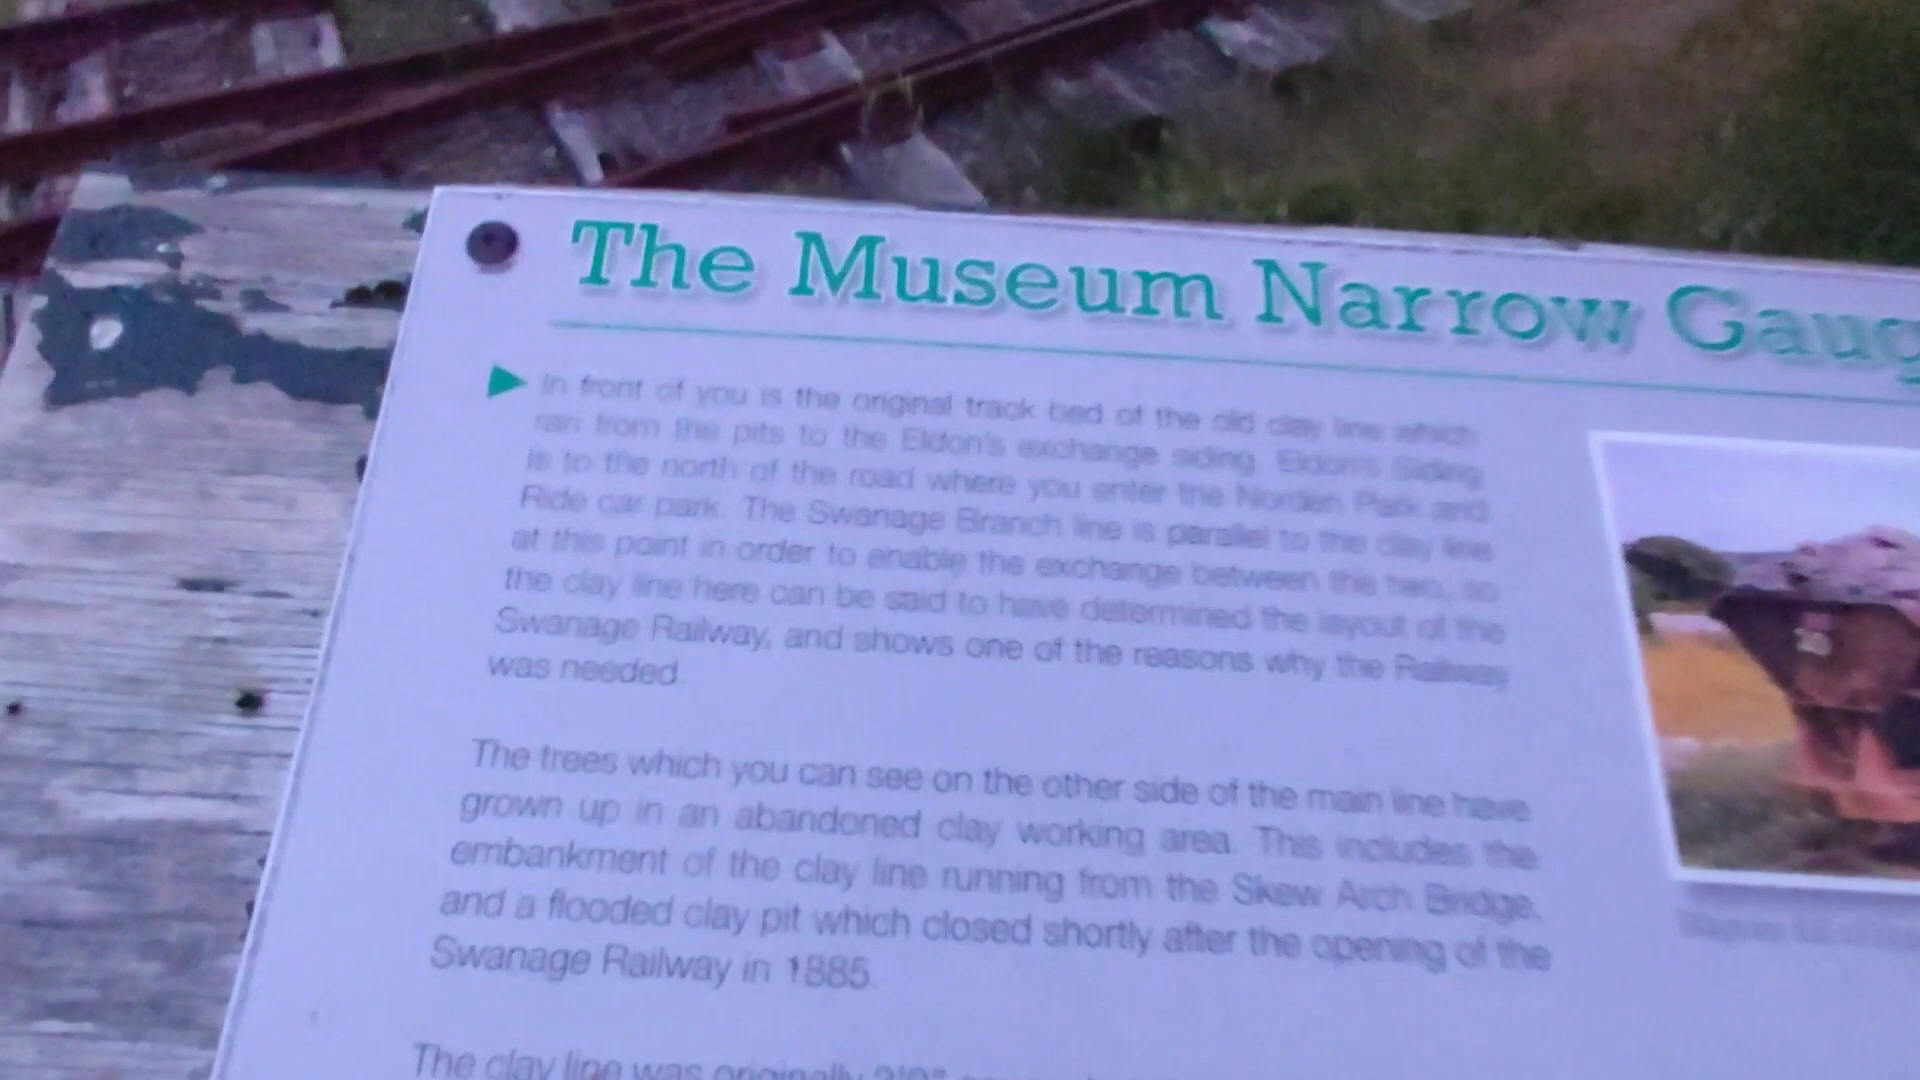 The Museum Narrow Gaug
In front of you is the original track bed of the old clay line which
ran from the pits to the Eldon's exchange siding. Eldon's Siding
is to the north of the road where you enter the Norden Park and
Ride car park. The Swanage Branch line is parallel to the clay line
at this point in order to enable the exchange between the two, so
the clay line here can be said to have determined the layout of the
Swanage Railway, and shows one of the reasons why the Railway
was needed.
The trees which you can see on the other side of the main line have
grown up in an abandoned clay working area. This includes the
embankment of the clay line running from the Skew Arch Bridge,
and a flooded clay pit which closed shortly after the opening of the
Swanage Railway in 1885.
The clay line was originally